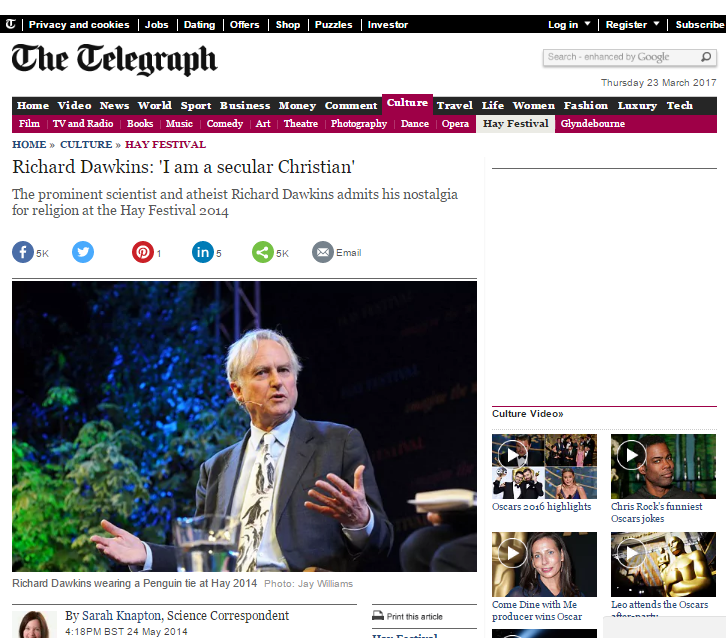 Privacy and cookies Jobs Dating Offers Shop Puzzles Investor Log in Register Subscribe
The Telegraph
Search - enhanced by Google
Thursday 23 March 2017
Home Video News World Sport Business Money Comment Culture Travel Life Women Fashion Luxury Tech
Film TV and Radio Books Music Comedy Art Theatre Photography Dance Opera Hay Festival Glyndebourne
HOME » CULTURE » HAY FESTIVAL
Richard Dawkins: 'I am a secular Christian'
The prominent scientist and atheist Richard Dawkins admits his nostalgia
for religion at the Hay Festival 2014
5K 1 in 5 5K Email
Richard Dawkins wearing a Penguin tie at Hay 2014 Photo: Jay Williams
By Sarah Knapton, Science Correspondent
4:18PM BST 24 May 2014
Print this article
Hay Festival
Culture Video»
Oscars 2016 highlights
Chris Rock's funniest
Oscars jokes
Come Dine with Me
producer wins Oscar
Leo attends the Oscars
after-party